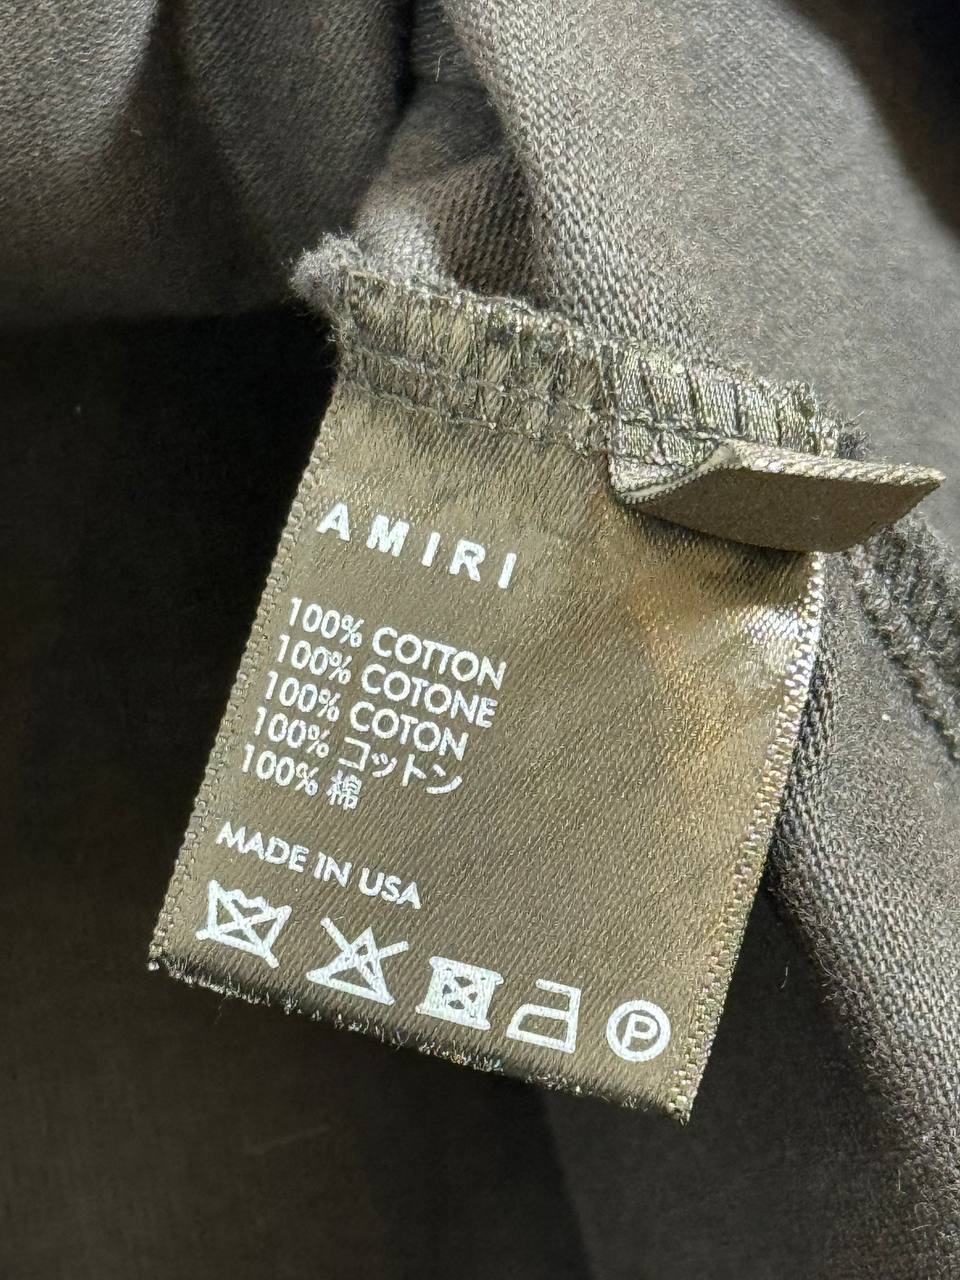 AMIRI
100% COTTON
100% COTONE
100% COTON
100% コットン
100% 棉
MADE IN USA
P